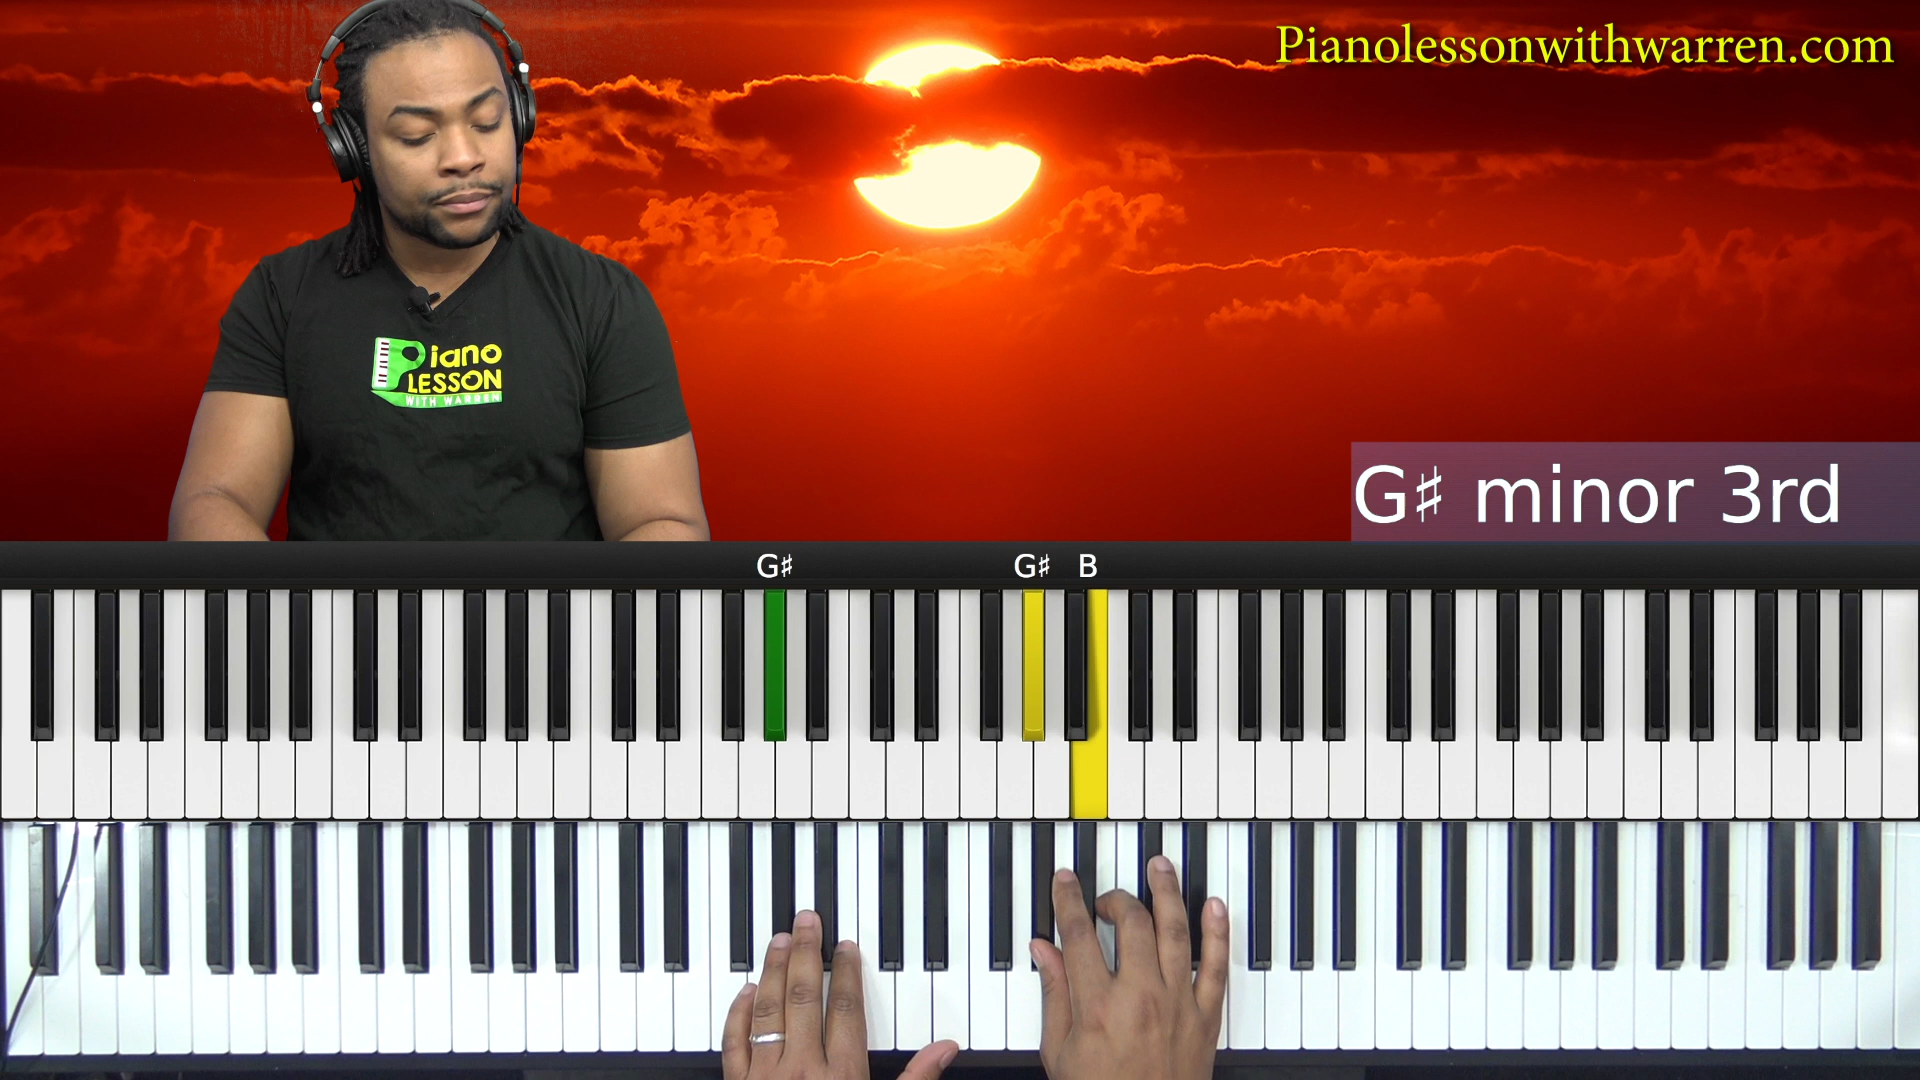 Pianolessonwithwarren.com
Piano
LESSON
WITH WARREN
G♯ minor 3rd
G♯ G♯ B